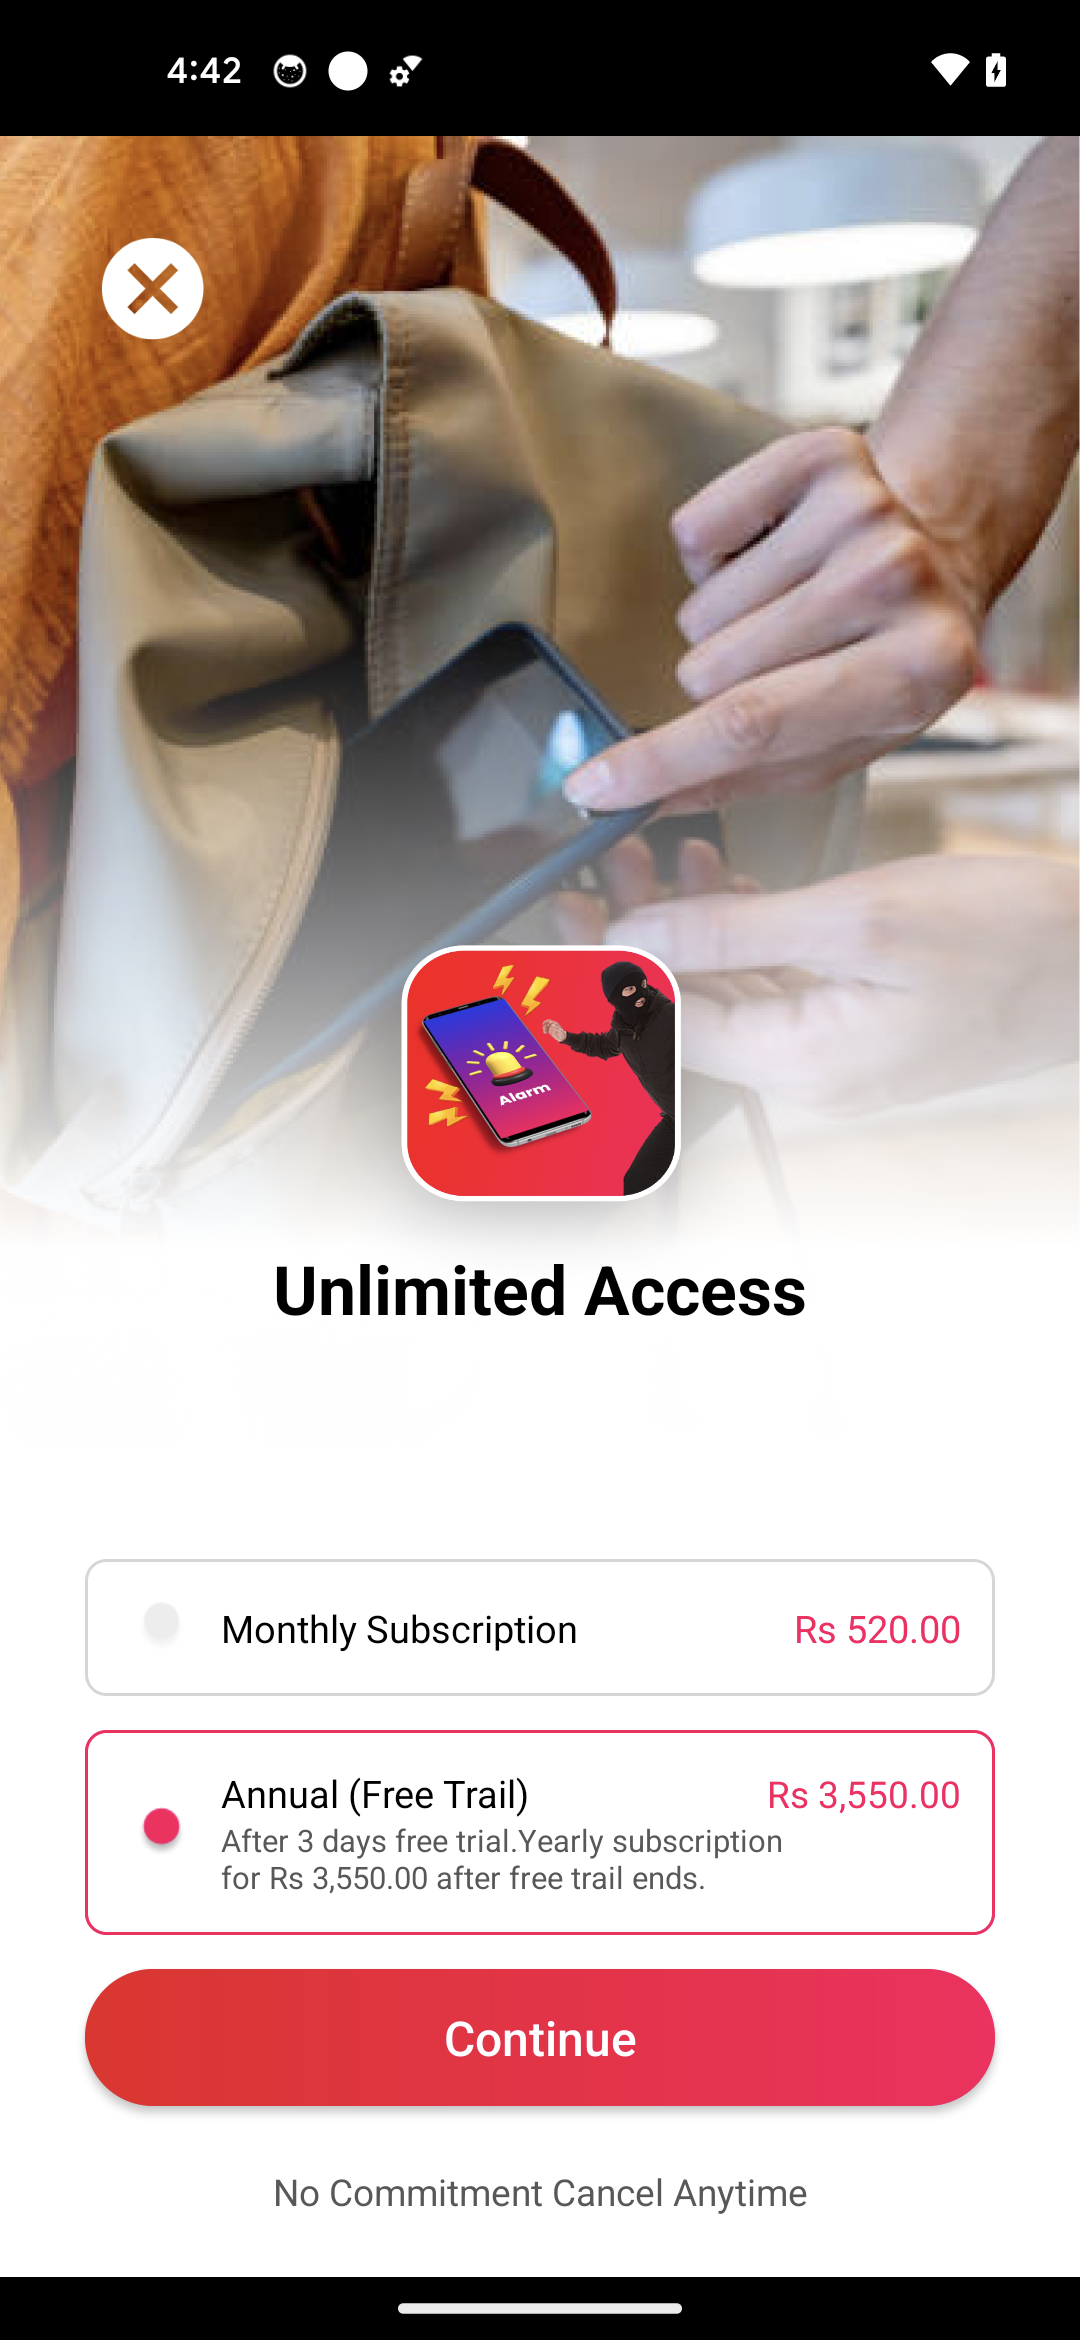 4:42
Alarm
Unlimited Access
Monthly Subscription Rs 520.00
Annual (Free Trail) Rs 3,550.00
After 3 days free trial.Yearly subscription
for Rs 3,550.00 after free trail ends.
Continue
No Commitment Cancel Anytime